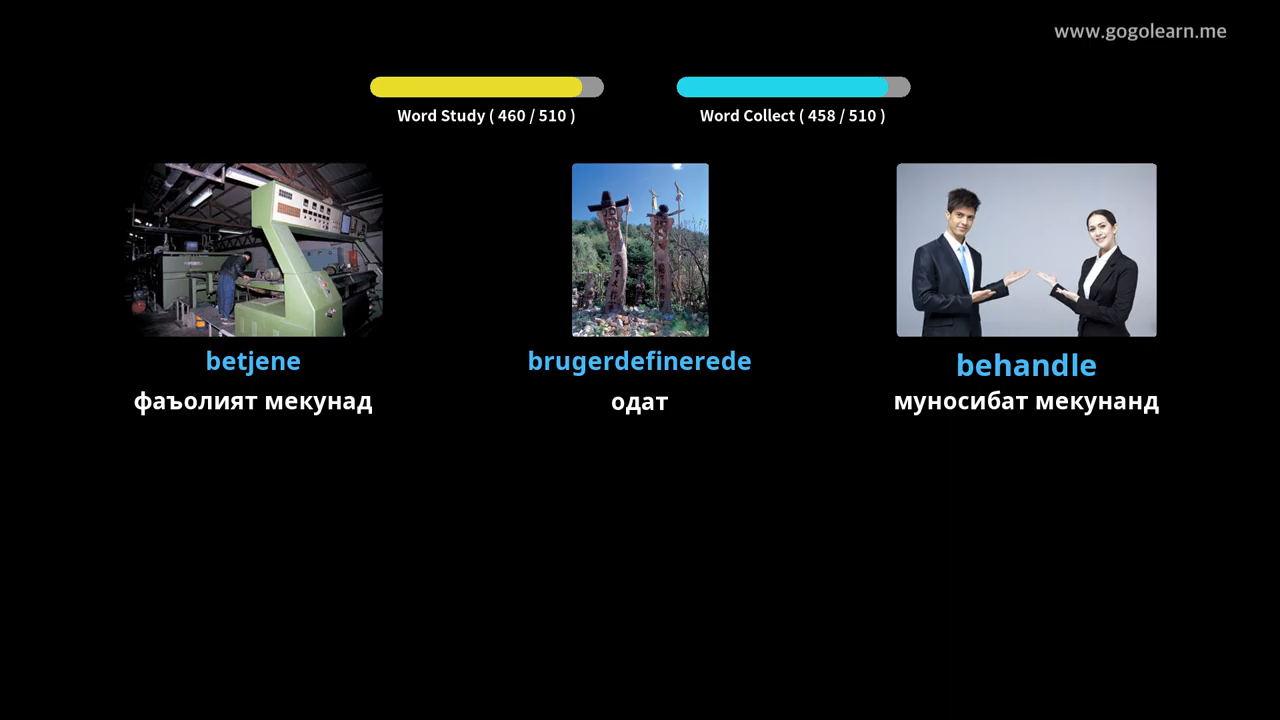 www.gogolearn.me
Word Study ( 460 / 510 )
Word Collect ( 458 / 510 )
betjene
brugerdefinerede
behandle
фаъолият мекунад
одат
муносибат мекунанд